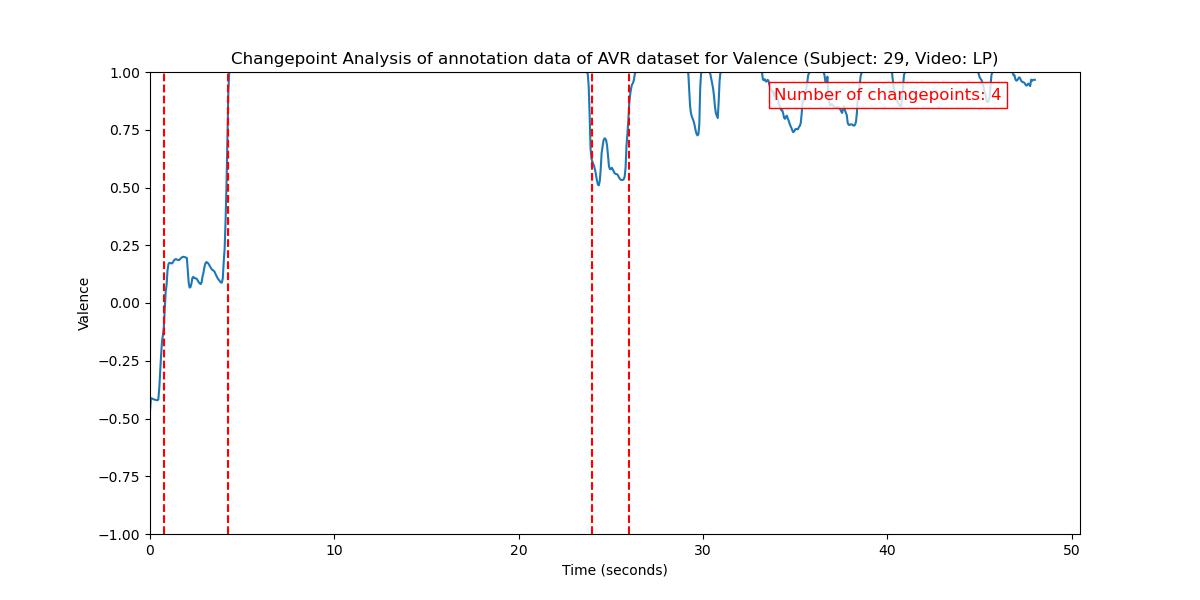 Changepoint Analysis of annotation data of AVR dataset for Valence (Subject: 29, Video: LP)
Number of changepoints: 4
1.00
0.75
0.50
0.25
0.00
−0.25
−0.50
−0.75
−1.00
Valence
0 10 20 30 40 50
Time (seconds)